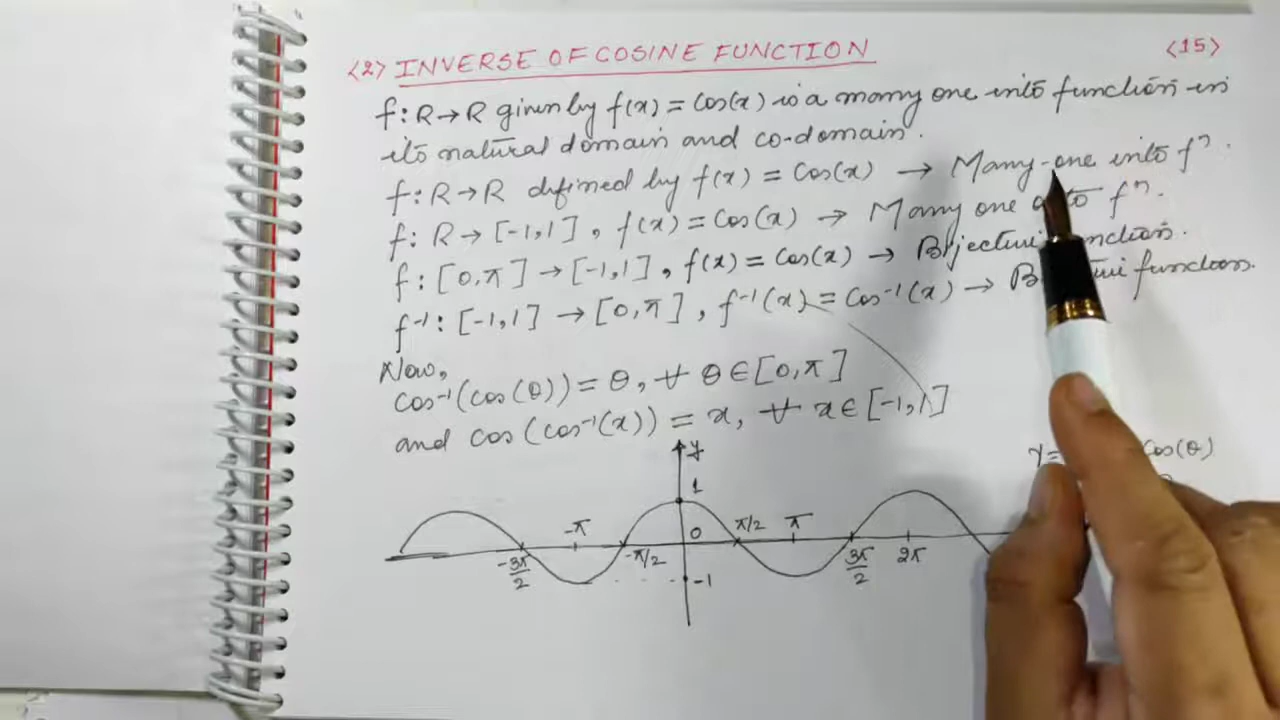 <2> INVERSE OF COSINE FUNCTION <15>
f: R→R given by f(x) = Cos(x) is a many one into function in
its natural domain and co-domain.
f: R→R defined by f(x) = Cos(x) → Many-one into fⁿ.
f: R→[-1,1], f(x) = Cos(x) → Many one fⁿ.
f: [0,π]→[-1,1], f(x) = Cos(x) →
f⁻¹: [-1,1] → [0,π], f⁻¹(x) = Cos⁻¹(x) → function.
Now,
cos⁻¹(cos(θ)) = θ, ∀ θ ∈ [0,π]
and cos(cos⁻¹(x)) = x, ∀ x ∈ [-1,1]
y
y= Cos(θ)
1
-π 0 π/2 π
-3π/2 -π/2 3π/2 2π
-1